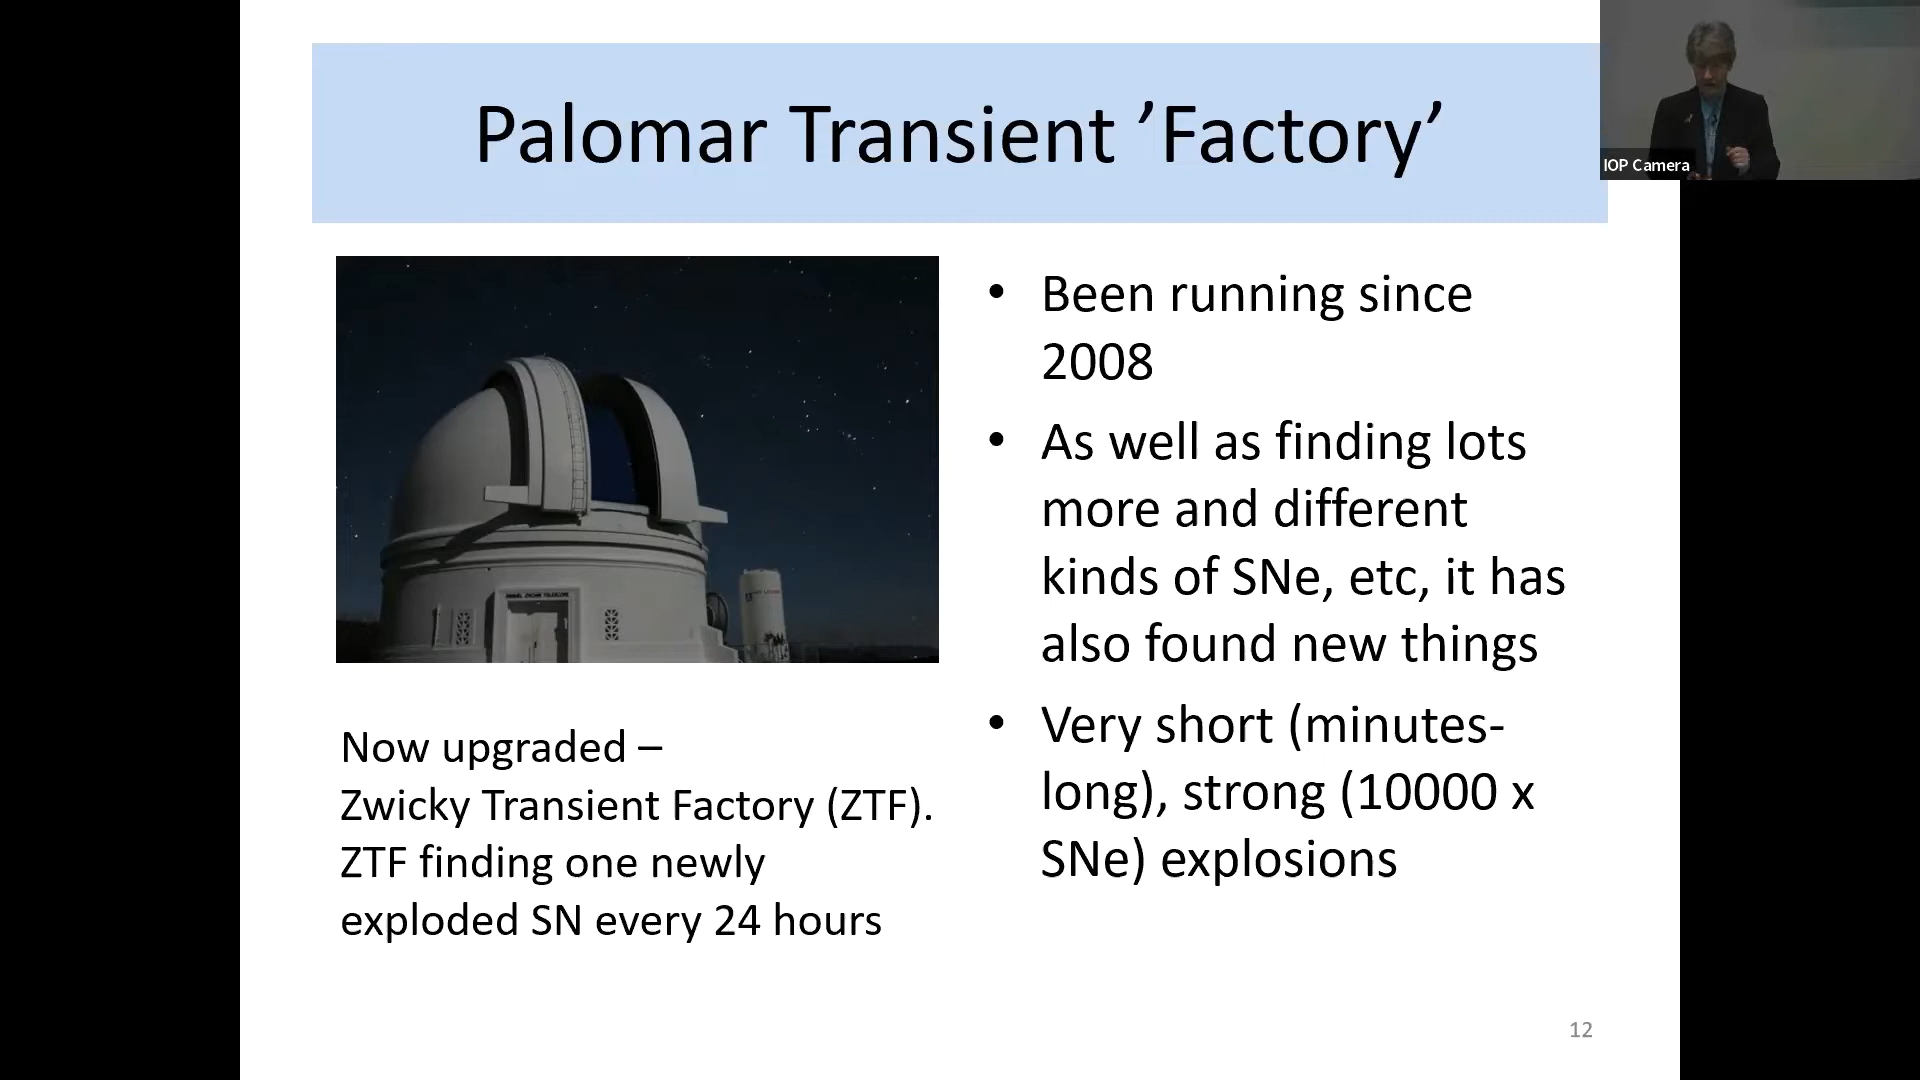 Palomar Transient ’Factory’
IOP Camera
• Been running since
2008
• As well as finding lots
more and different
kinds of SNe, etc, it has
also found new things
• Very short (minutes-
long), strong (10000 x
SNe) explosions
Now upgraded –
Zwicky Transient Factory (ZTF).
ZTF finding one newly
exploded SN every 24 hours
12